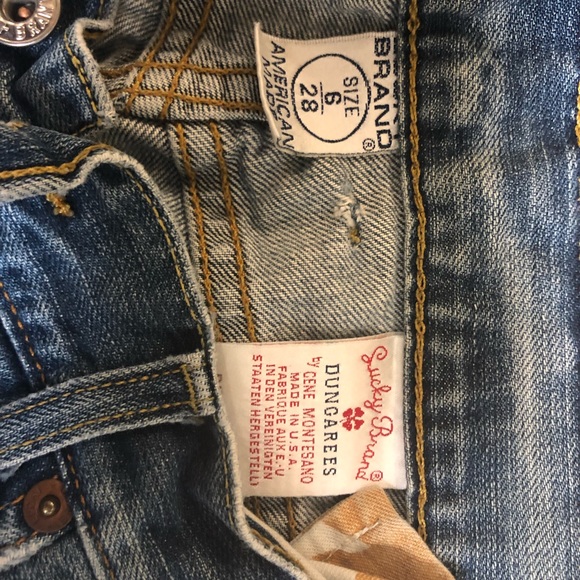 BRAND®
SIZE
6
28
AMERICAN
MADE
Lucky Brand®
DUNGAREES
by GENE MONTESANO
MADE IN U.S.A.
FABRIQUE AUX E.-U
IN DEN VEREINIGTEN
STAATEN HERGESTELLT